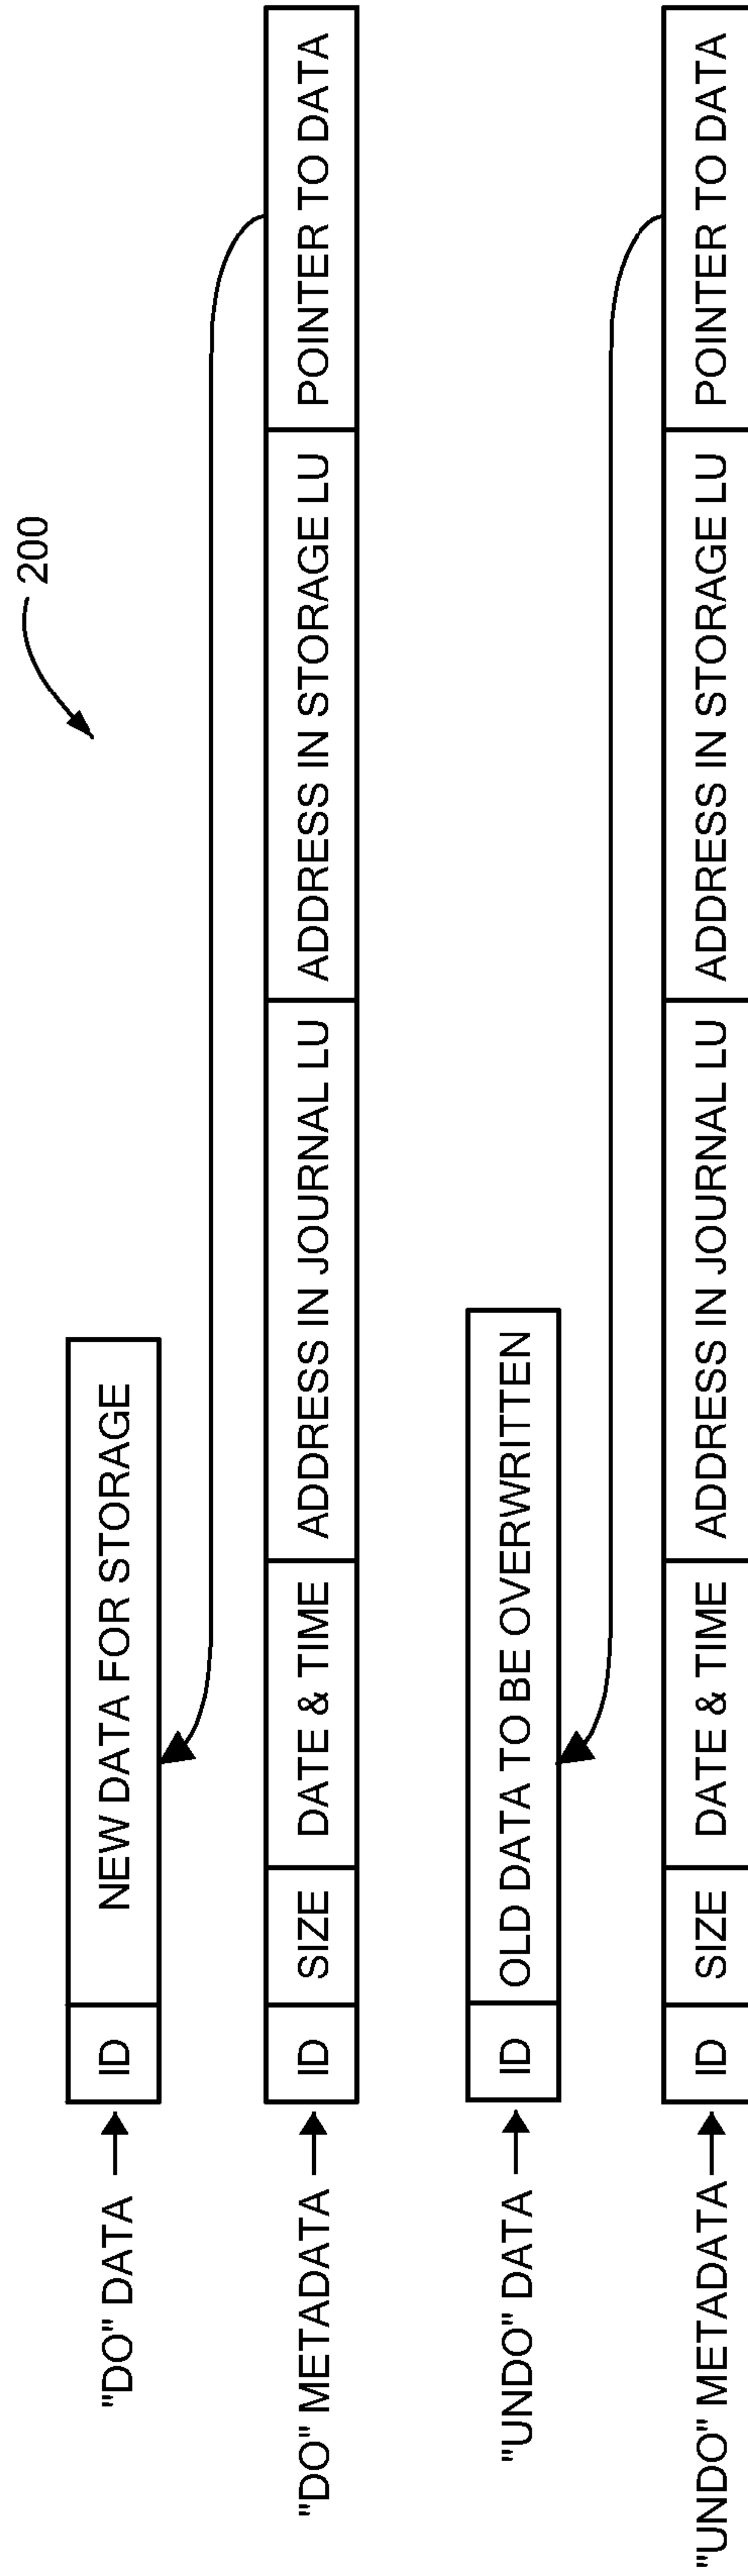 200
"DO" DATA
ID
NEW DATA FOR STORAGE
"DO" METADATA
ID
SIZE
DATE & TIME
ADDRESS IN JOURNAL LU
ADDRESS IN STORAGE LU
POINTER TO DATA
"UNDO" DATA
ID
OLD DATA TO BE OVERWRITTEN
"UNDO" METADATA
ID
SIZE
DATE & TIME
ADDRESS IN JOURNAL LU
ADDRESS IN STORAGE LU
POINTER TO DATA